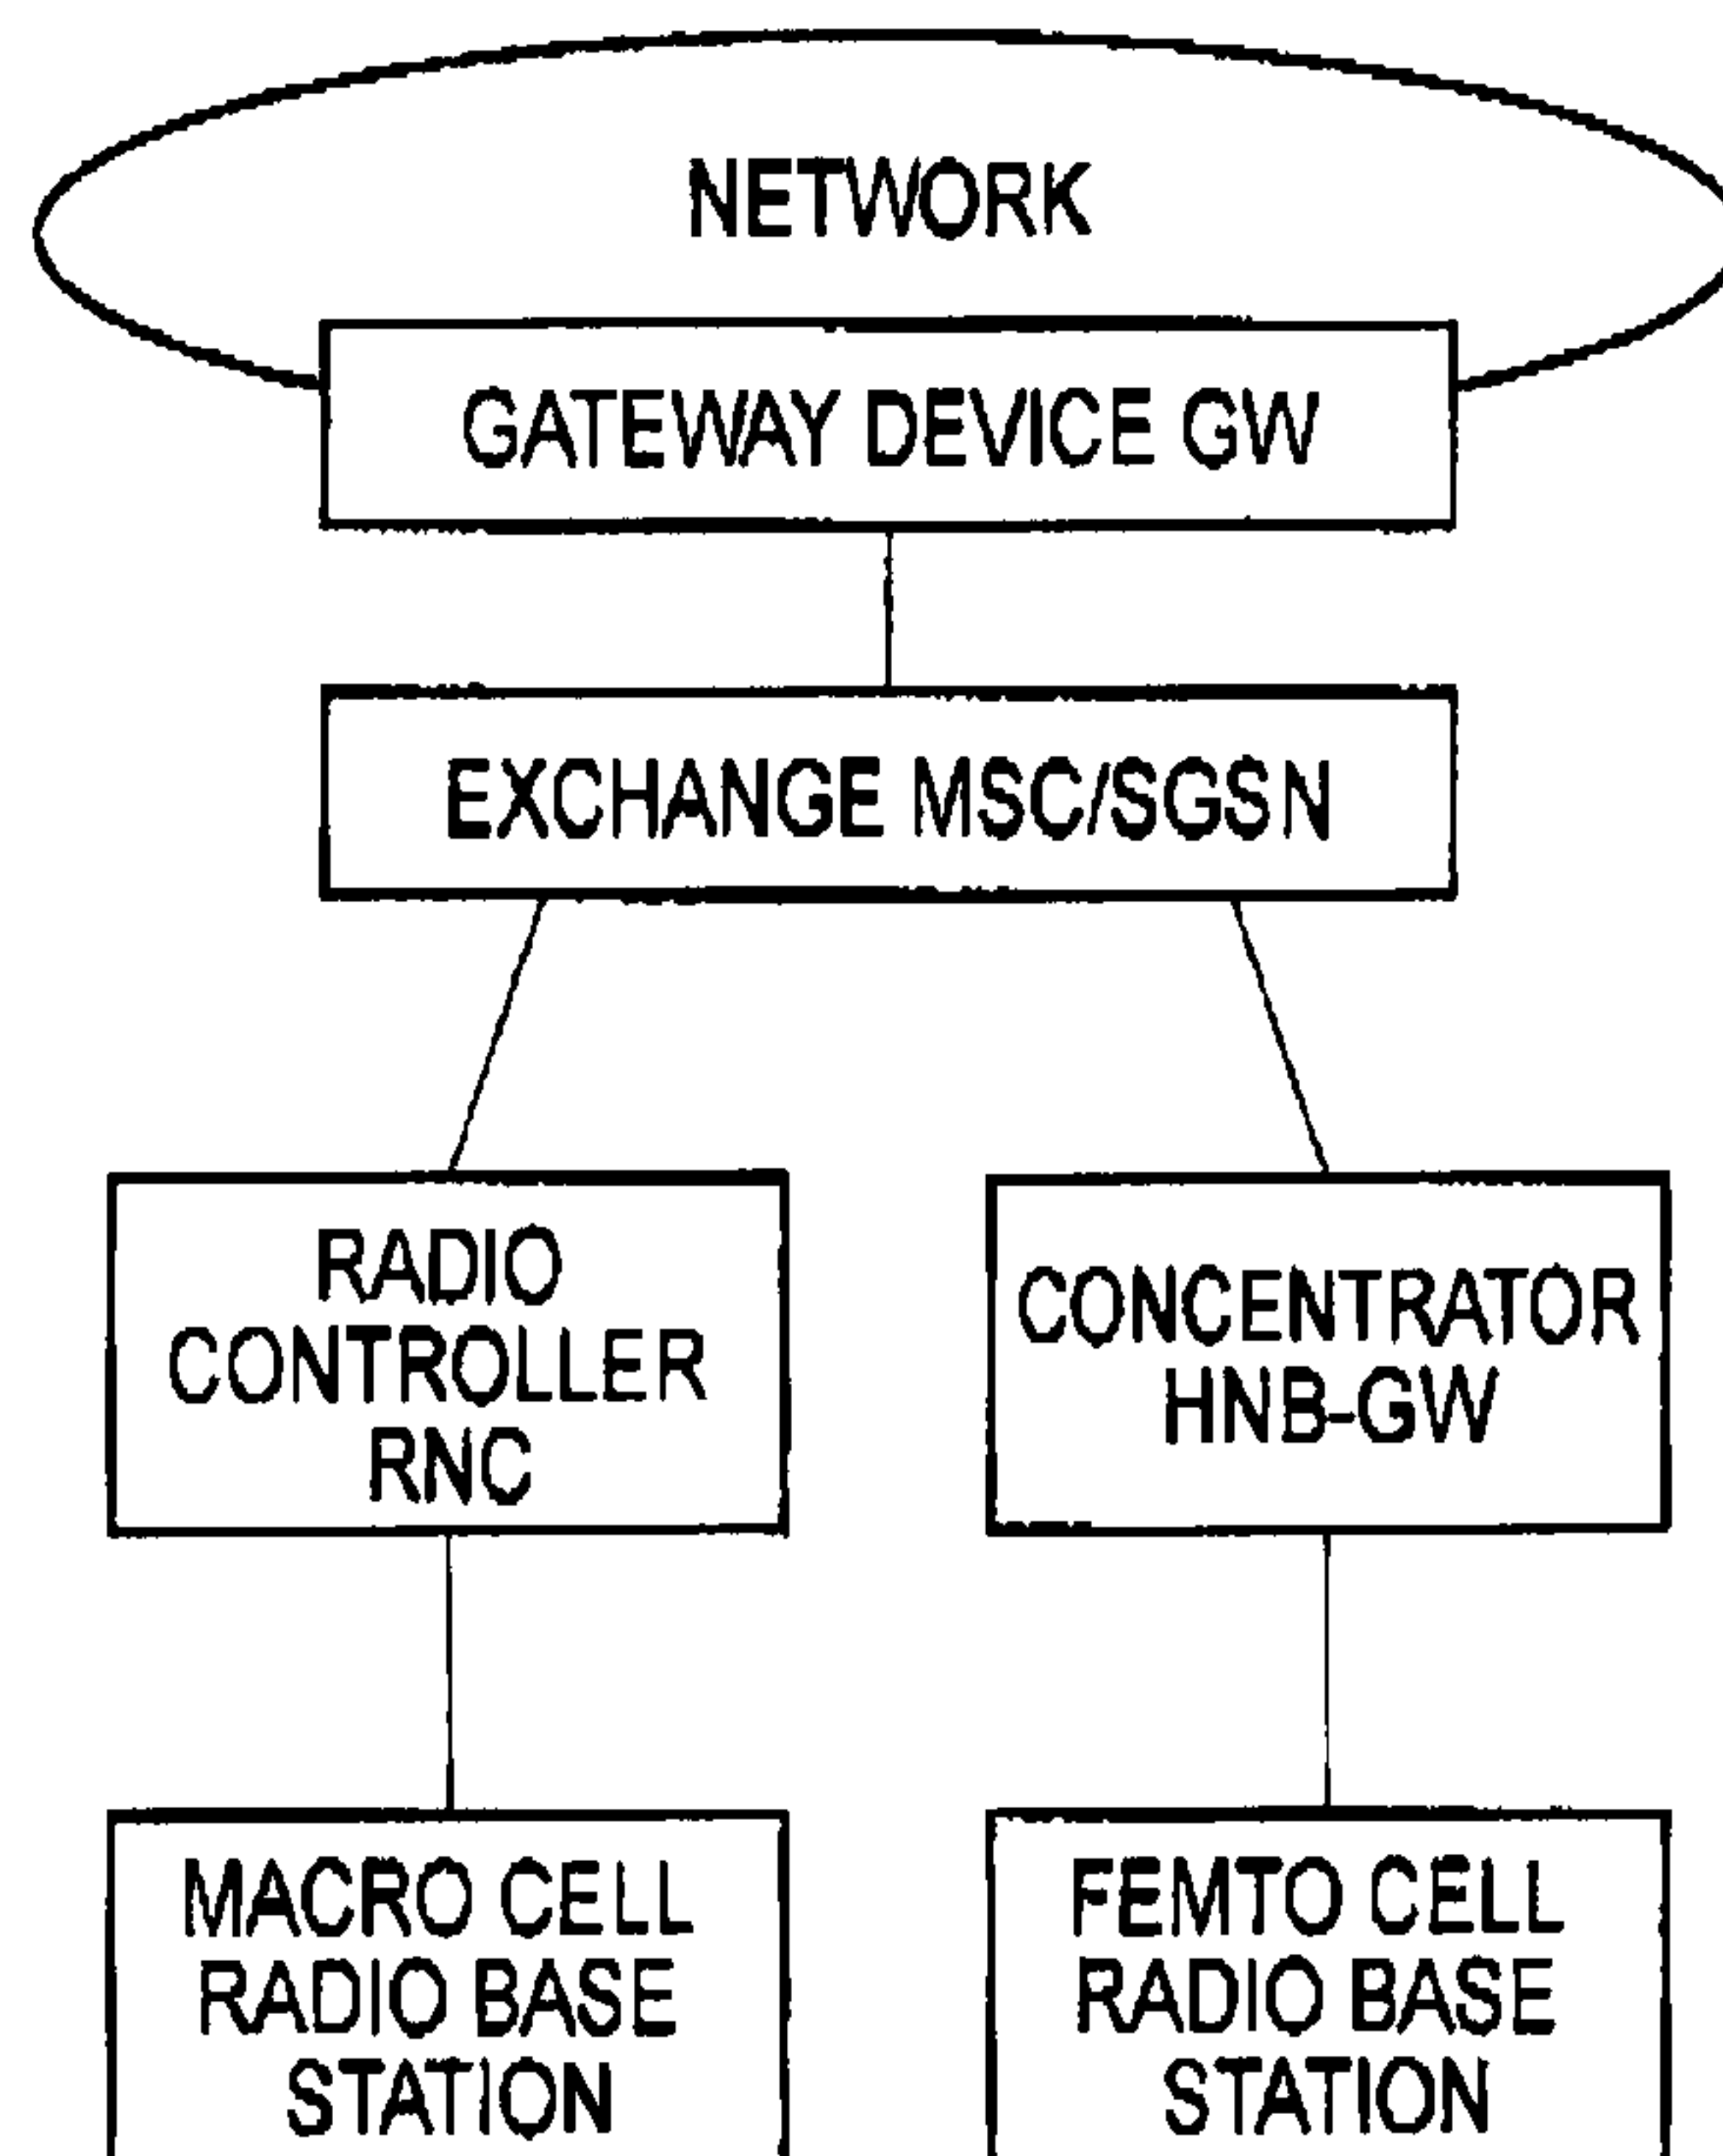 NETWORK
GATEWAY DEVICE GW
EXCHANGE MSC/SGSN
RADIO
CONTROLLER
RNC
CONCENTRATOR
HNB-GW
MACRO CELL
RADIO BASE
STATION
FEMTO CELL
RADIO BASE
STATION